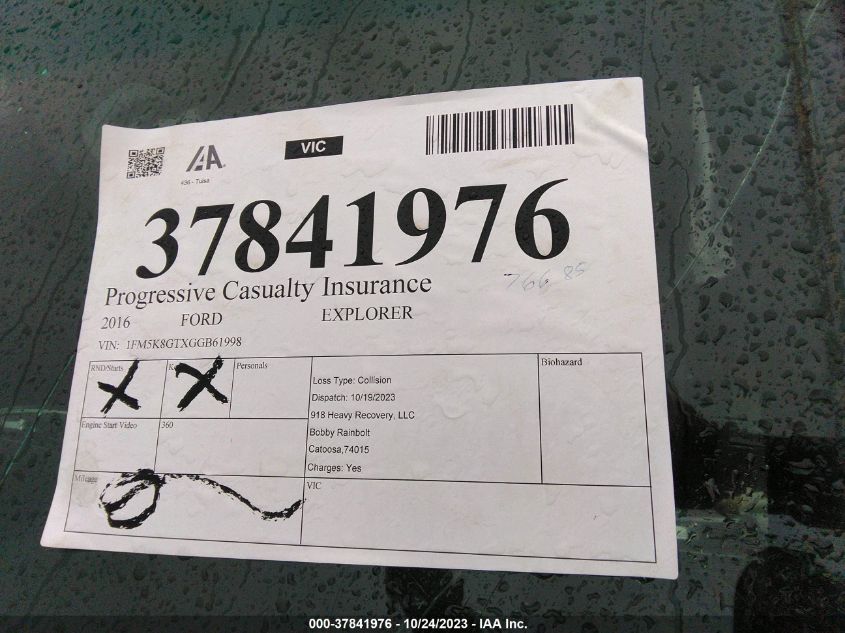 IAA.
VIC
636 - Tulsa
37841976
766 85
Progressive Casualty Insurance
2016 FORD EXPLORER
VIN: 1FM5K8GTXGGB61998
RND/Starts
Personals
Biohazard
Loss Type: Collision
Dispatch: 10/19/2023
918 Heavy Recovery, LLC
Bobby Rainbolt
Catoosa,74015
Charges: Yes
Engine Start Video
360
Mileage
VIC
000-37841976 - 10/24/2023 - IAA Inc.